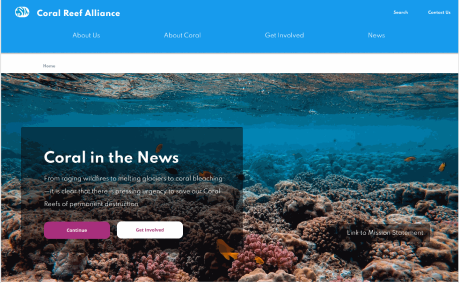 Coral Reef Alliance
Search
Contact Us
About Us
About Coral
Get Involved
News
Home
Coral in the News
From raging wildfires to melting glaciers to coral bleaching
—it is clear that there is pressing urgency to save our Coral
Reefs of permanent destruction
Continue
Get Involved
Link to Mission Statement